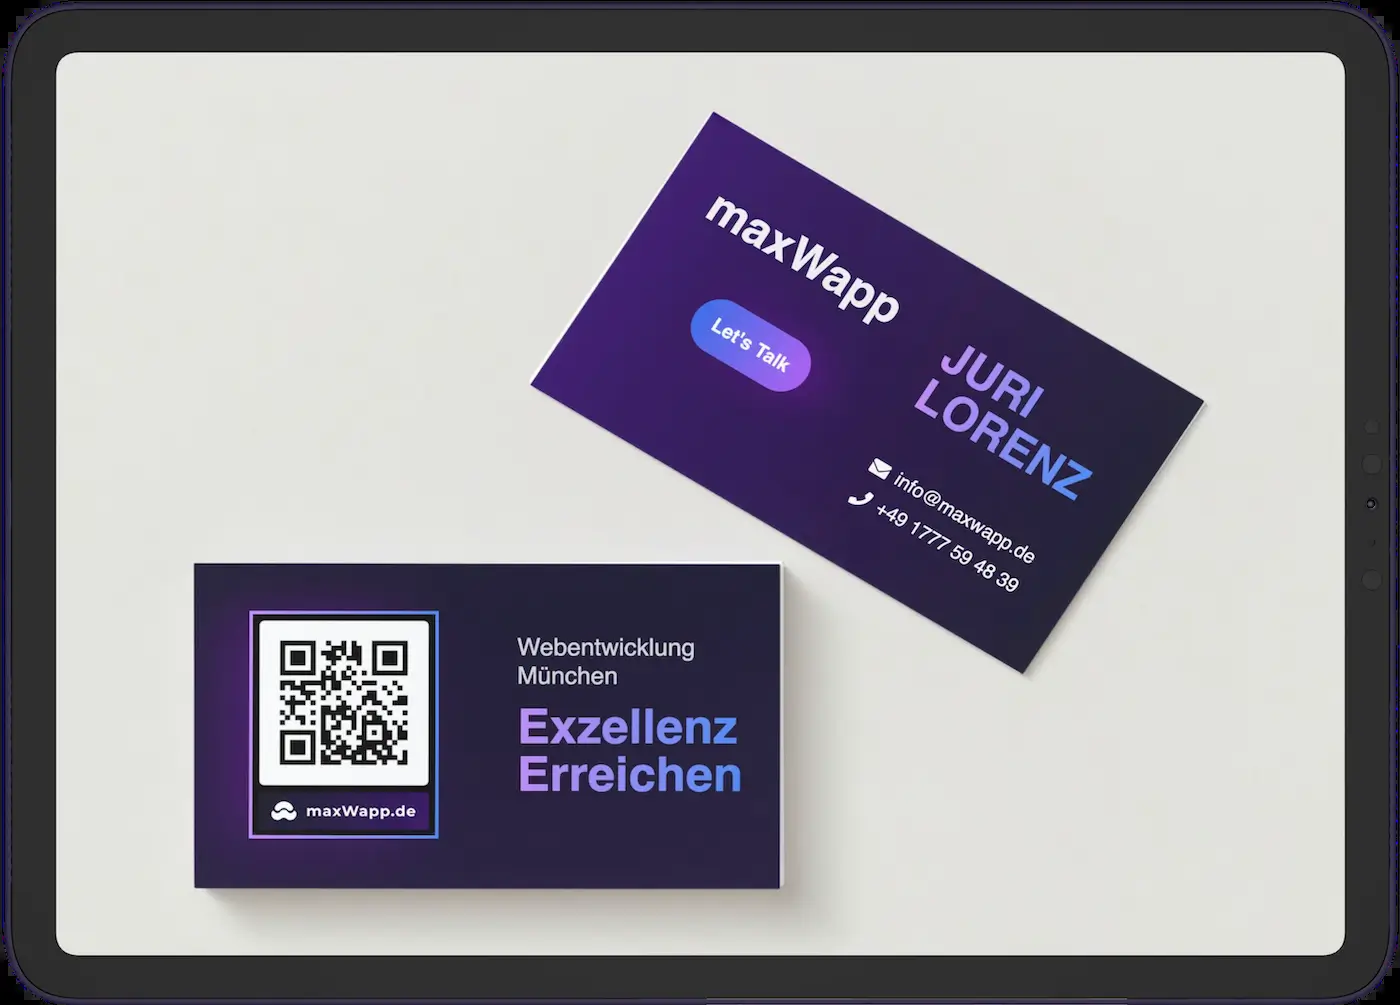 maxWapp
Let's Talk
JURI
LORENZ
info@maxwapp.de
+49 1777 59 48 39
Webentwicklung
München
Exzellenz
Erreichen
maxWapp.de